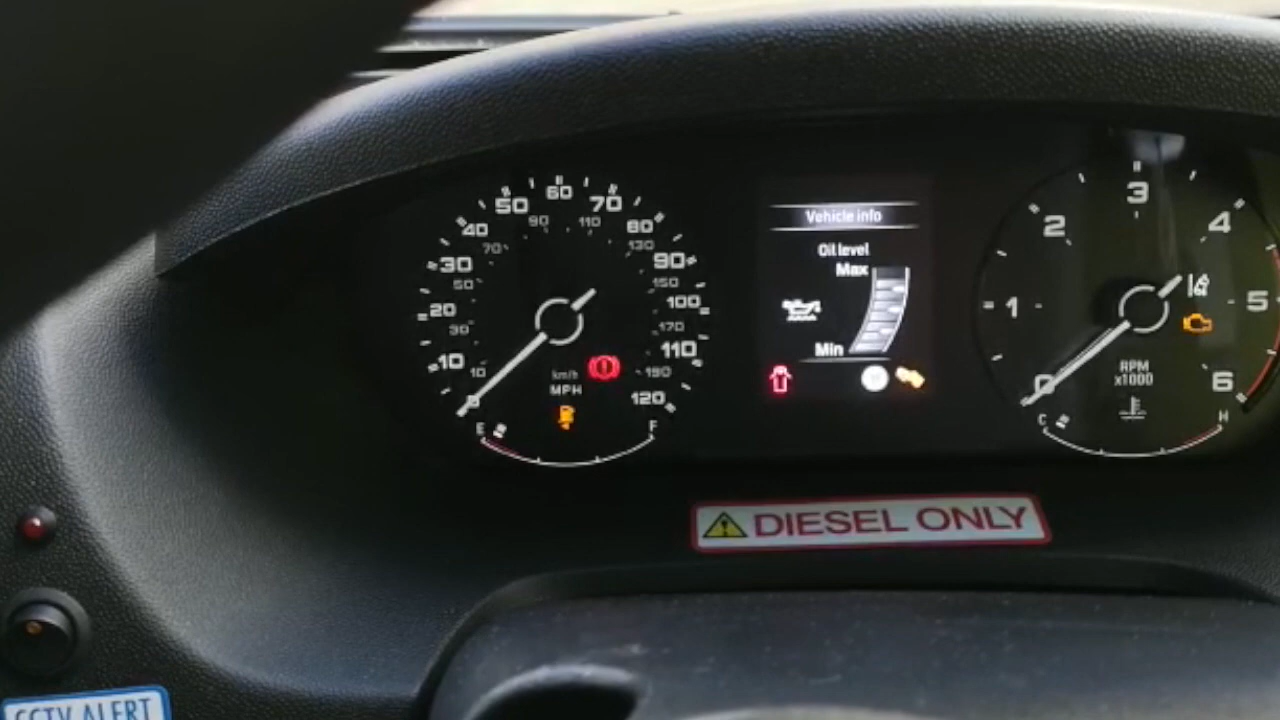 10
20
30
40
50
60
70
80
90
100
110
120
10
30
50
70
90
110
130
150
170
190
km/h
MPH
E
F
Vehicle info
Oil level
Max
Min
0
1
2
3
4
5
6
RPM
x1000
C
H
DIESEL ONLY
CCTV ALERT